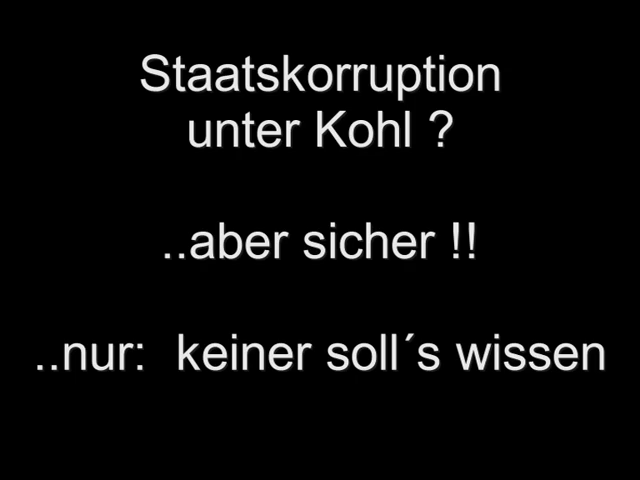 Staatskorruption
unter Kohl ?
..aber sicher !!
..nur:  keiner soll´s wissen